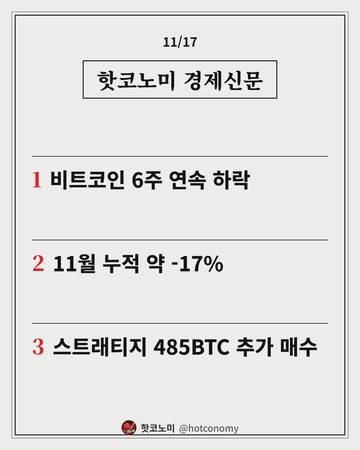 11/17
핫코노미 경제신문
1 비트코인 6주 연속 하락
2 11월 누적 약 -17%
3 스트래티지 485BTC 추가 매수
핫코노미 @hotconomy